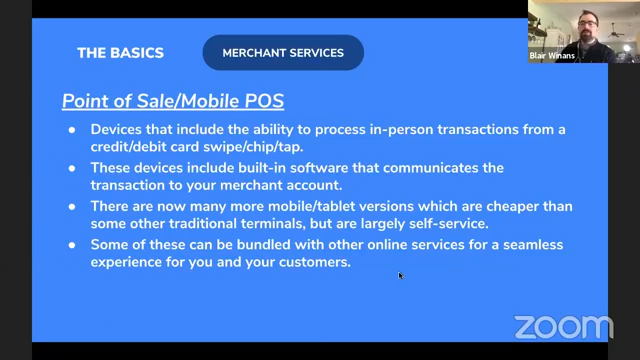 THE BASICS
MERCHANT SERVICES
Blair Winans
Point of Sale/Mobile POS
Devices that include the ability to process in-person transactions from a
credit/debit card swipe/chip/tap.
These devices include built-in software that communicates the
transaction to your merchant account.
There are now many more mobile/tablet versions which are cheaper than
some other traditional terminals, but are largely self-service.
Some of these can be bundled with other online services for a seamless
experience for you and your customers.
zoom